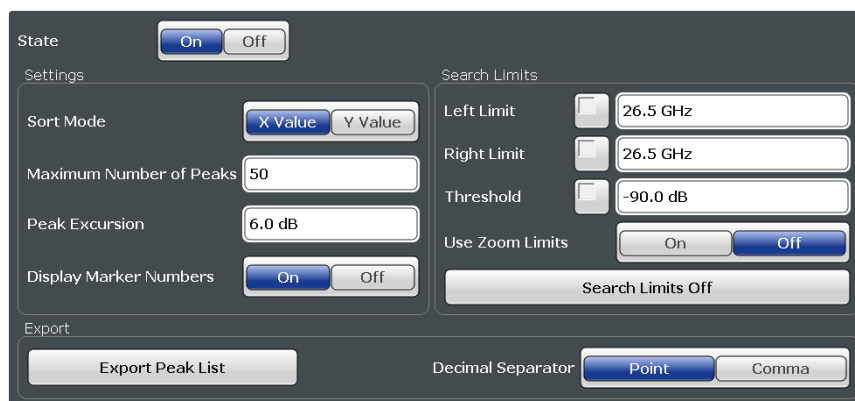 State On Off
Settings
Sort Mode X Value Y Value
Maximum Number of Peaks 50
Peak Excursion 6.0 dB
Display Marker Numbers On Off
Search Limits
Left Limit 26.5 GHz
Right Limit 26.5 GHz
Threshold -90.0 dB
Use Zoom Limits On Off
Search Limits Off
Export
Export Peak List Decimal Separator Point Comma